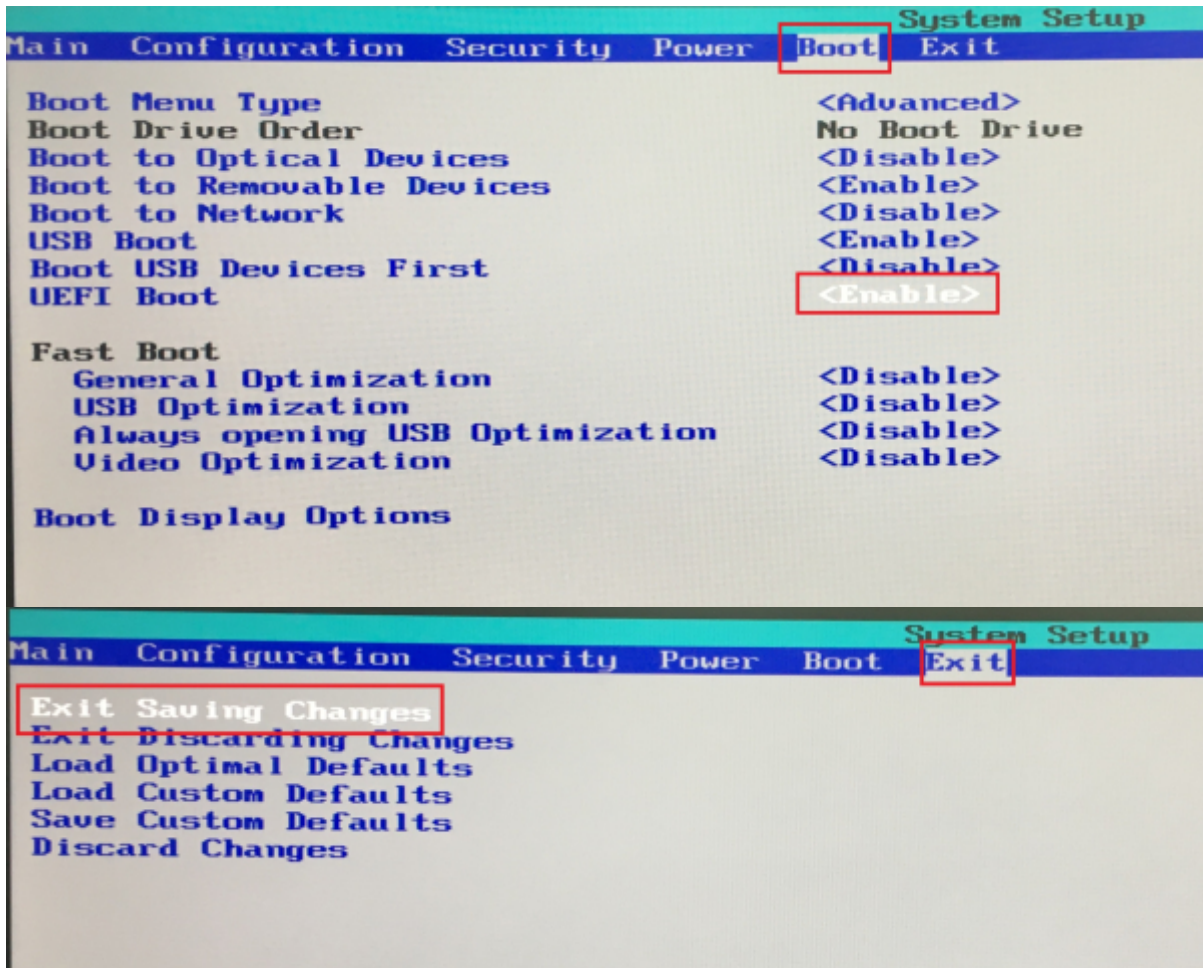 System Setup
Main Configuration Security Power Boot Exit
Boot Menu Type <Advanced>
Boot Drive Order No Boot Drive
Boot to Optical Devices <Disable>
Boot to Removable Devices <Enable>
Boot to Network <Disable>
USB Boot <Enable>
Boot USB Devices First <Disable>
UEFI Boot <Enable>
Fast Boot
General Optimization <Disable>
USB Optimization <Disable>
Always opening USB Optimization <Disable>
Video Optimization <Disable>
Boot Display Options
System Setup
Main Configuration Security Power Boot Exit
Exit Saving Changes
Exit Discarding Changes
Load Optimal Defaults
Load Custom Defaults
Save Custom Defaults
Discard Changes